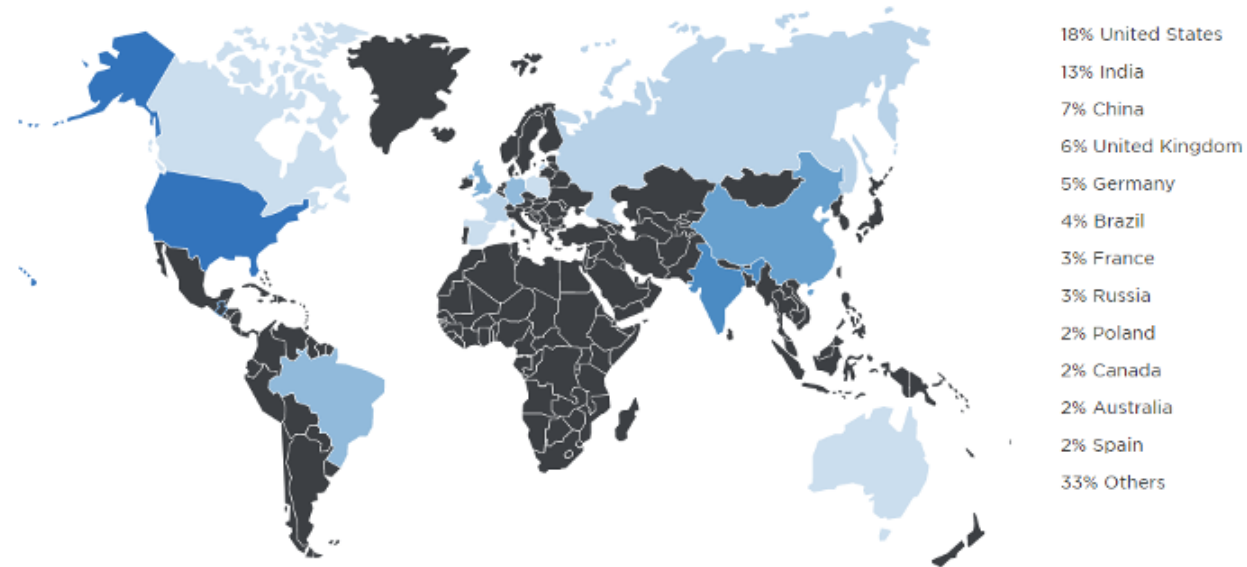 18% United States
13% India
7% China
6% United Kingdom
5% Germany
4% Brazil
3% France
3% Russia
2% Poland
2% Canada
2% Australia
2% Spain
33% Others